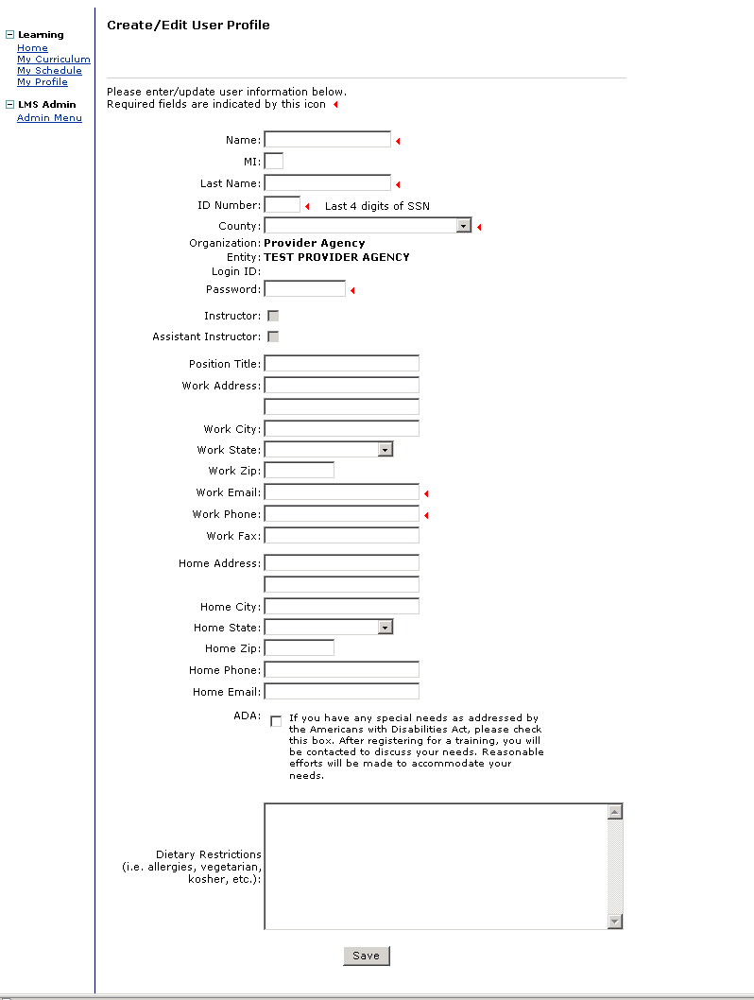 Learning
Home
My Curriculum
My Schedule
My Profile
LMS Admin
Admin Menu
Create/Edit User Profile
Please enter/update user information below.
Required fields are indicated by this icon
Name:
MI:
Last Name:
ID Number: Last 4 digits of SSN
County:
Organization: Provider Agency
Entity: TEST PROVIDER AGENCY
Login ID:
Password:
Instructor:
Assistant Instructor:
Position Title:
Work Address:
Work City:
Work State:
Work Zip:
Work Email:
Work Phone:
Work Fax:
Home Address:
Home City:
Home State:
Home Zip:
Home Phone:
Home Email:
ADA: If you have any special needs as addressed by
the Americans with Disabilities Act, please check
this box. After registering for a training, you will
be contacted to discuss your needs. Reasonable
efforts will be made to accommodate your
needs.
Dietary Restrictions
(i.e. allergies, vegetarian,
kosher, etc.):
Save